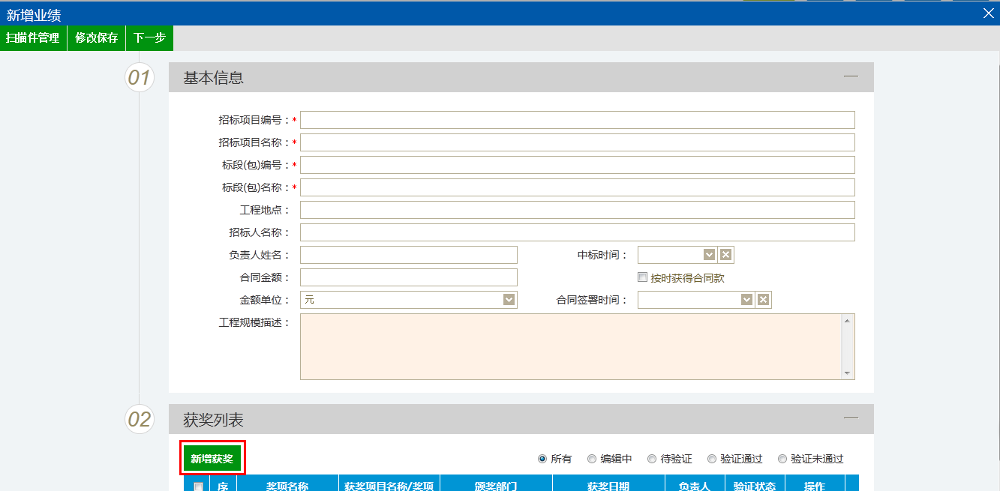 新增业绩
扫描件管理 修改保存 下一步
01 基本信息
招标项目编号：*
招标项目名称：*
标段(包)编号：*
标段(包)名称：*
工程地点：
招标人名称：
负责人姓名： 中标时间：
合同金额： 按时获得合同款
金额单位： 元 合同签署时间：
工程规模描述：
02 获奖列表
新增获奖 所有 编辑中 待验证 验证通过 验证未通过
序 奖项名称 获奖项目名称/奖项 颁奖部门 获奖日期 负责人 验证状态 操作